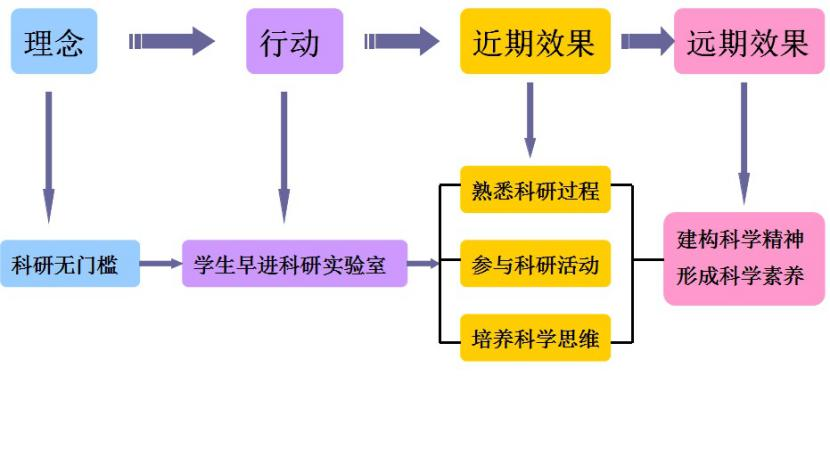 理念
行动
近期效果
远期效果
科研无门槛
学生早进科研实验室
熟悉科研过程
参与科研活动
培养科学思维
建构科学精神
形成科学素养